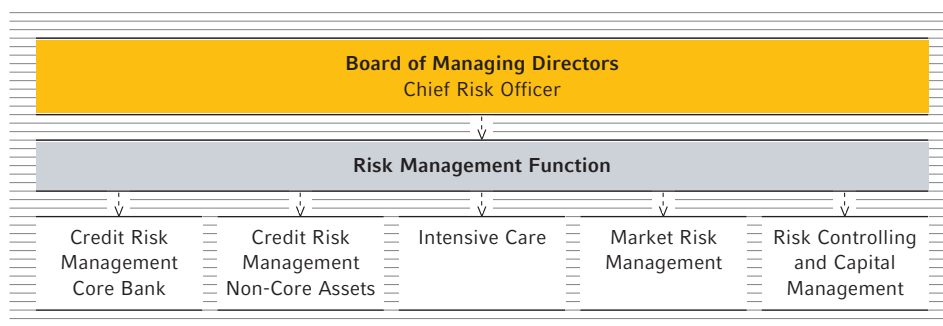 Board of Managing Directors
Chief Risk Officer
Risk Management Function
Credit Risk
Management
Core Bank
Credit Risk
Management
Non-Core Assets
Intensive Care
Market Risk
Management
Risk Controlling
and Capital
Management